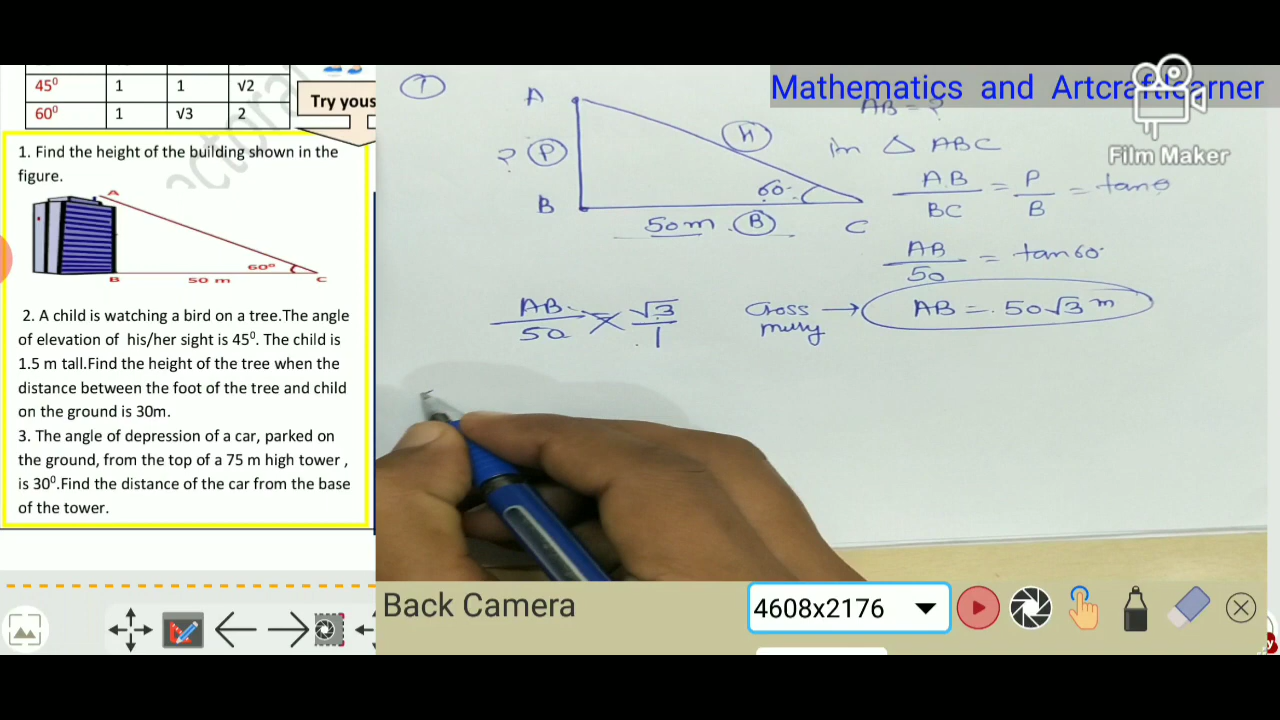 45⁰ 1 1 √2
60⁰ 1 √3 2
Try yous
1. Find the height of the building shown in the
figure.
A
60⁰
B 50 m C
2. A child is watching a bird on a tree.The angle
of elevation of his/her sight is 45⁰. The child is
1.5 m tall.Find the height of the tree when the
distance between the foot of the tree and child
on the ground is 30m.
3. The angle of depression of a car, parked on
the ground, from the top of a 75 m high tower ,
is 30⁰.Find the distance of the car from the base
of the tower.
Mathematics and Artcraftlearner
Film Maker
1
A
H
? P
60°
B
50m B
C
AB = ?
in △ ABC
AB/BC = P/B = tanθ
AB/50 = tan60°
AB/50 = √3/1
Cross
→ AB = 50√3 m
Back Camera
4608x2176